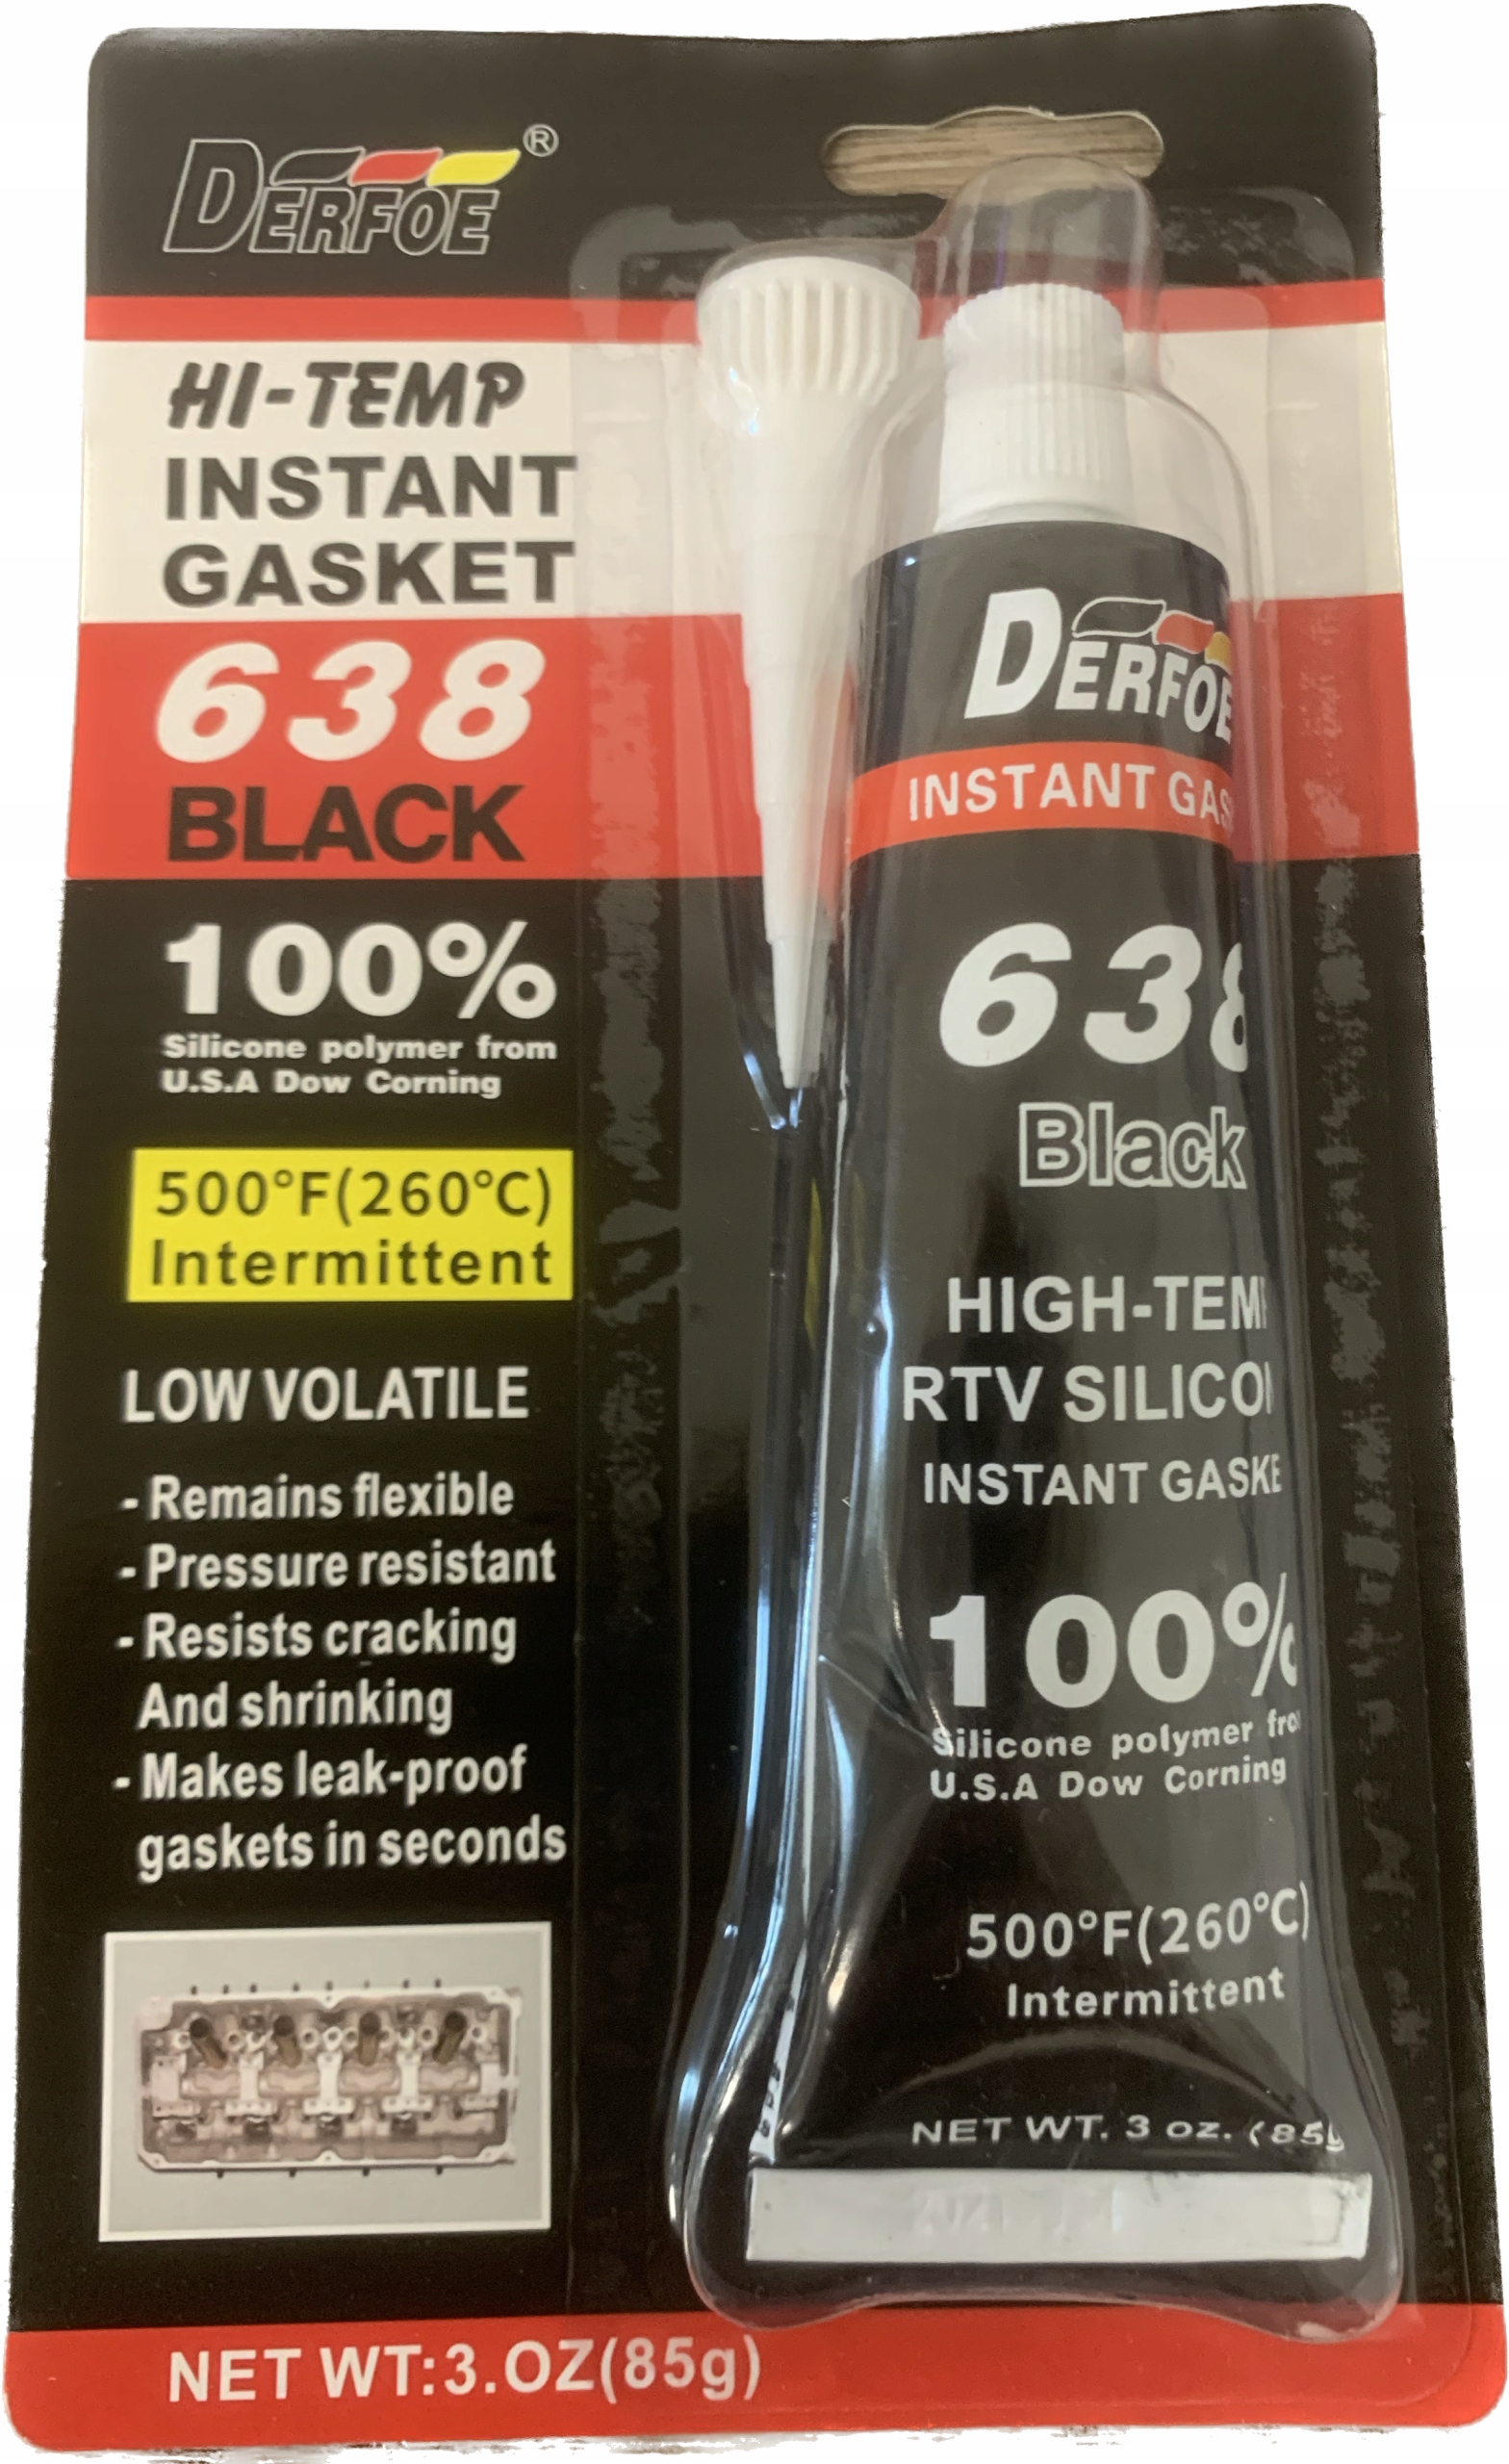 DERFOE®
HI-TEMP
INSTANT
GASKET
638
BLACK
100%
Silicone polymer from
U.S.A Dow Corning
500°F(260°C)
Intermittent
LOW VOLATILE
- Remains flexible
- Pressure resistant
- Resists cracking
And shrinking
- Makes leak-proof
gaskets in seconds
NET WT:3.OZ(85g)
DERFOE
INSTANT GAS
638
Black
HIGH-TEM
RTV SILICO
INSTANT GASKE
100%
Silicone polymer fro
U.S.A Dow Corning
500°F(260°C)
Intermittent
NET WT. 3 oz. (85g